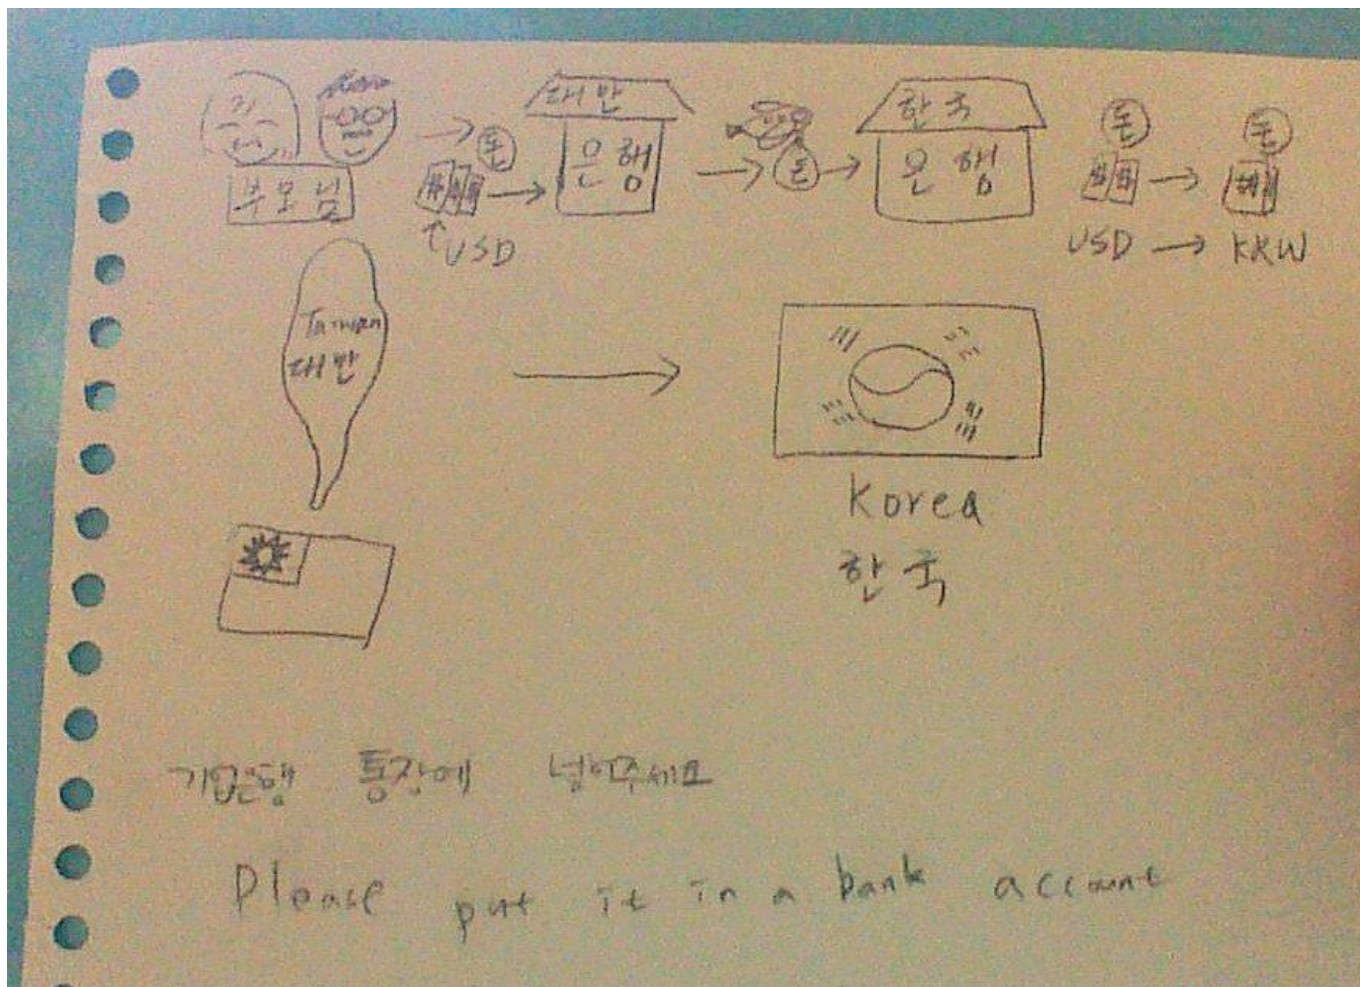 대만 한국
돈 돈 돈
은행 돈 은행
부모님
USD USD → KRW
Taiwan
대만
Korea
한국
기업은행 통장에 넣어주세요
Please put it in a bank account